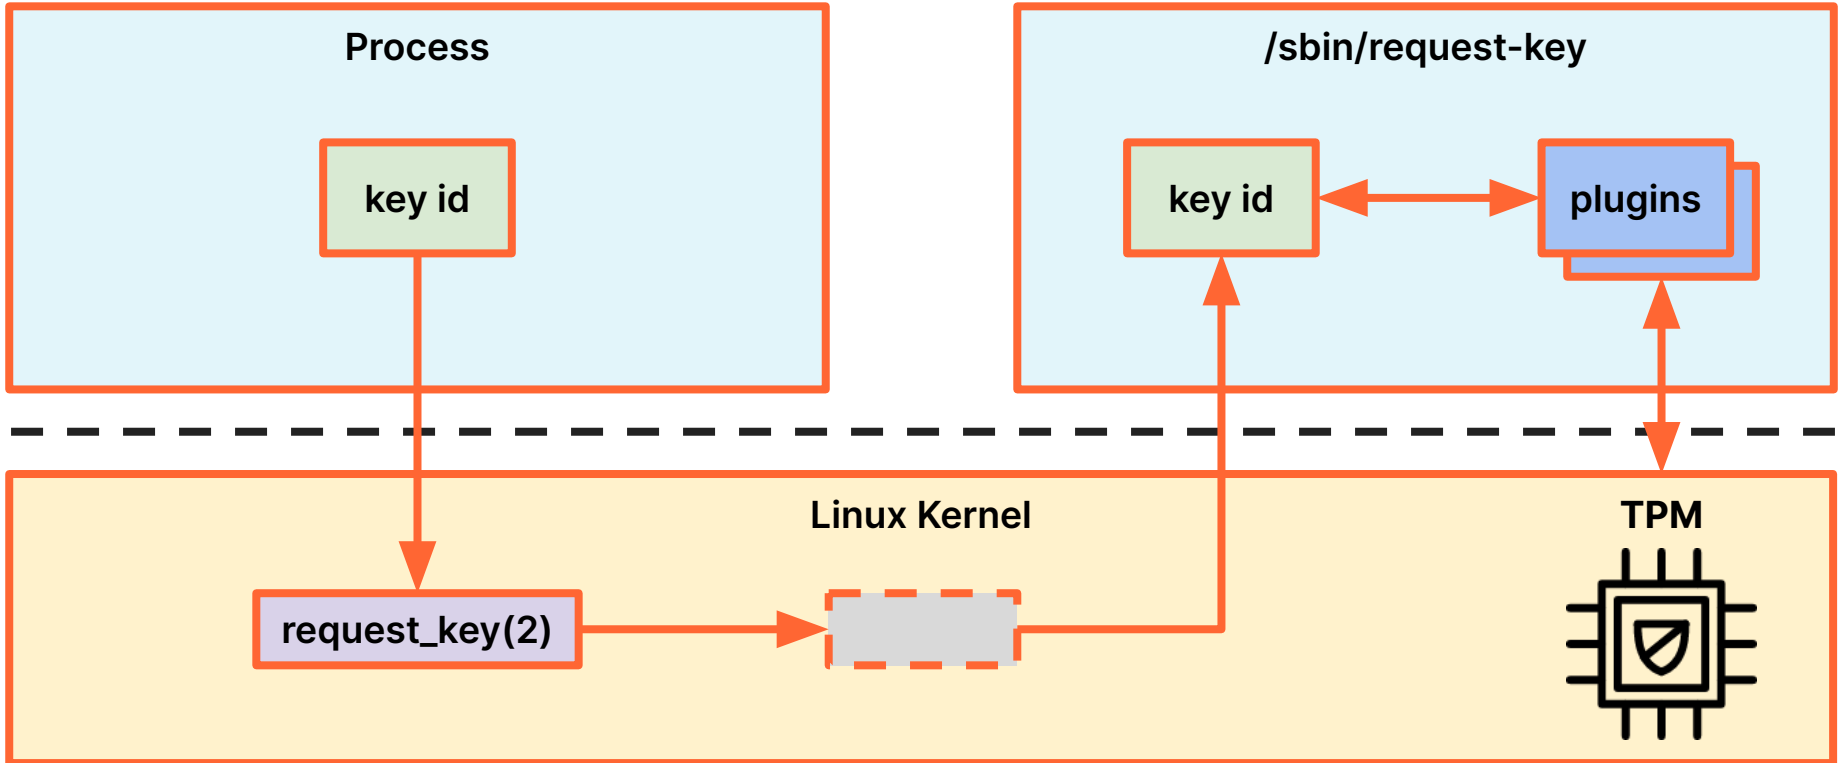 Process
/sbin/request-key
key id
key id
plugins
Linux Kernel
TPM
request_key(2)